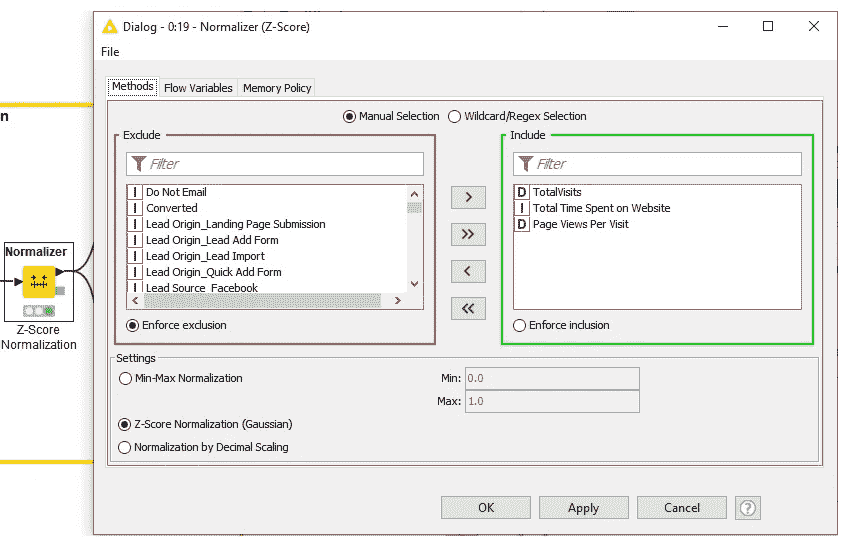 Dialog - 0:19 - Normalizer (Z-Score)
File
Methods Flow Variables Memory Policy
n
Manual Selection Wildcard/Regex Selection
Exclude
Filter
I Do Not Email
I Converted
I Lead Origin_Landing Page Submission
I Lead Origin_Lead Add Form
I Lead Origin_Lead Import
I Lead Origin_Quick Add Form
I Lead Source_Facebook
Enforce exclusion
>
>>
<
<<
Include
Filter
D TotalVisits
I Total Time Spent on Website
D Page Views Per Visit
Enforce inclusion
Normalizer
Z-Score
Normalization
Settings
Min-Max Normalization
Min: 0.0
Max: 1.0
Z-Score Normalization (Gaussian)
Normalization by Decimal Scaling
OK Apply Cancel ?